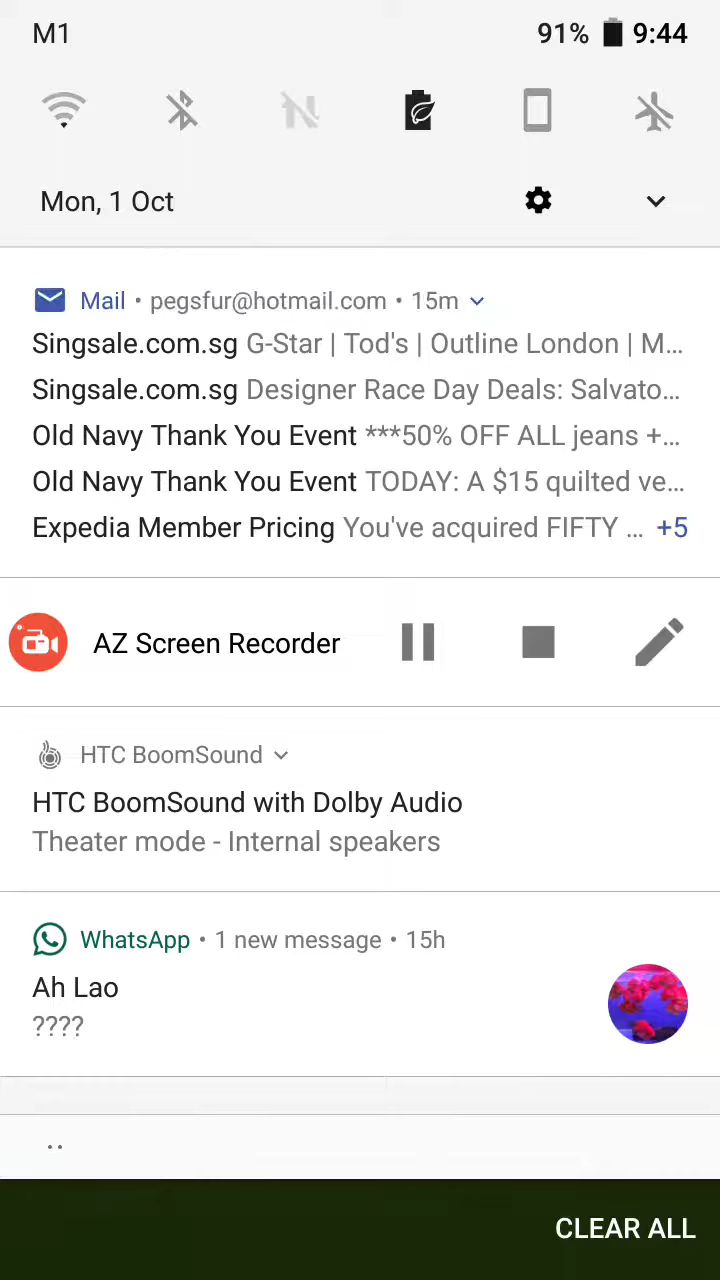 M1 91% 9:44
Mon, 1 Oct
Mail • pegsfur@hotmail.com • 15m
Singsale.com.sg G-Star | Tod's | Outline London | M...
Singsale.com.sg Designer Race Day Deals: Salvato...
Old Navy Thank You Event ***50% OFF ALL jeans +...
Old Navy Thank You Event TODAY: A $15 quilted ve...
Expedia Member Pricing You've acquired FIFTY ... +5
AZ Screen Recorder
HTC BoomSound
HTC BoomSound with Dolby Audio
Theater mode - Internal speakers
WhatsApp • 1 new message • 15h
Ah Lao
????
..
CLEAR ALL